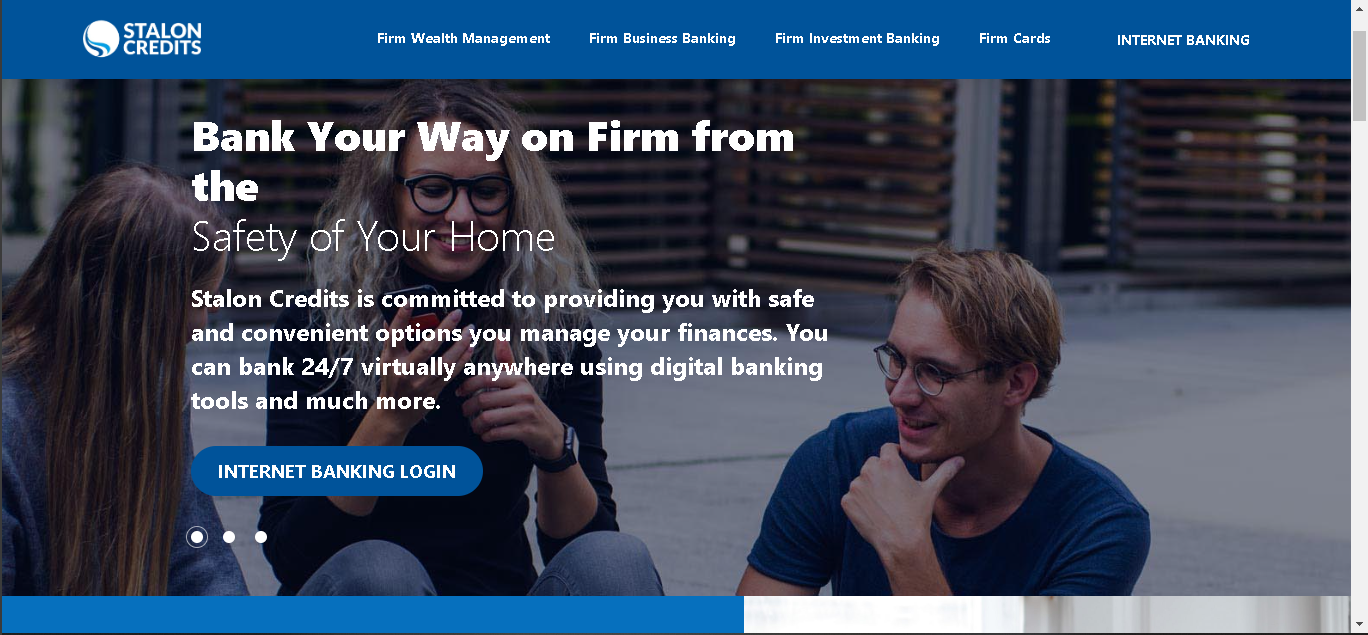 STALON
CREDITS
Firm Wealth Management
Firm Business Banking
Firm Investment Banking
Firm Cards
INTERNET BANKING
Bank Your Way on Firm from
the
Safety of Your Home
Stalon Credits is committed to providing you with safe
and convenient options you manage your finances. You
can bank 24/7 virtually anywhere using digital banking
tools and much more.
INTERNET BANKING LOGIN